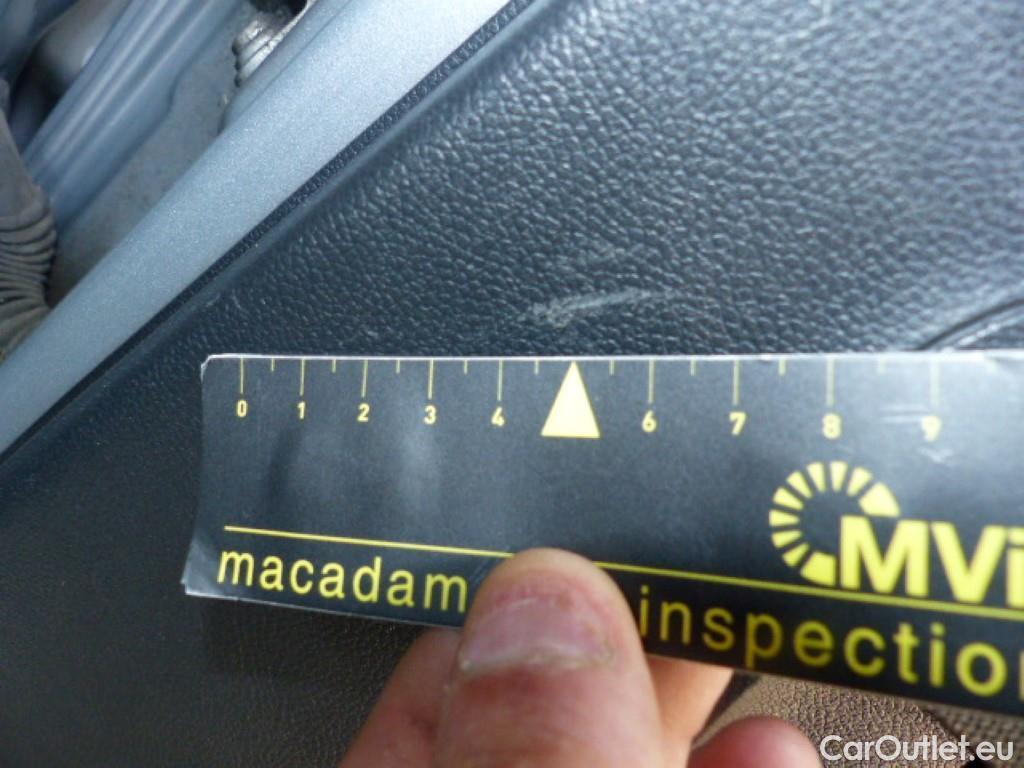 0 1 2 3 4 6 7 8 9
MVi
macadam inspectio
CarOutlet.eu